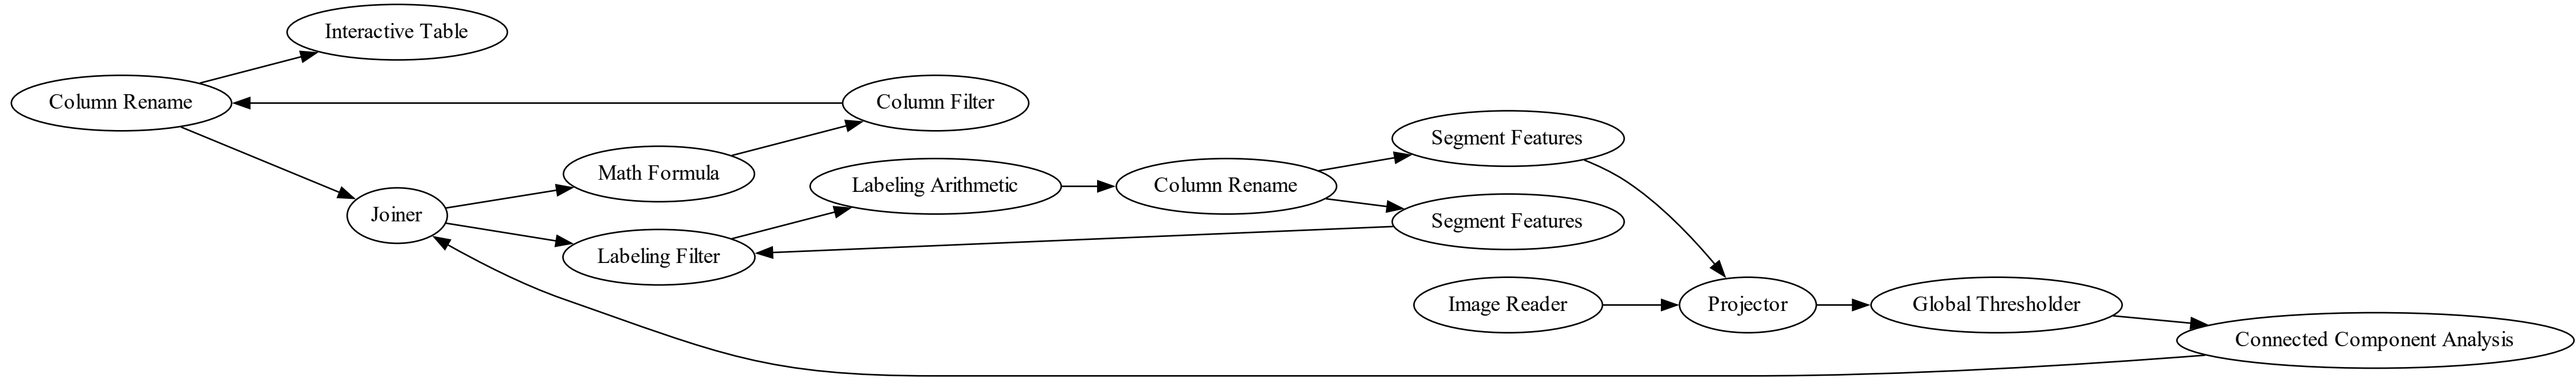 Interactive Table
Column Rename
Column Filter
Segment Features
Math Formula
Labeling Arithmetic
Column Rename
Joiner
Segment Features
Labeling Filter
Image Reader
Projector
Global Thresholder
Connected Component Analysis